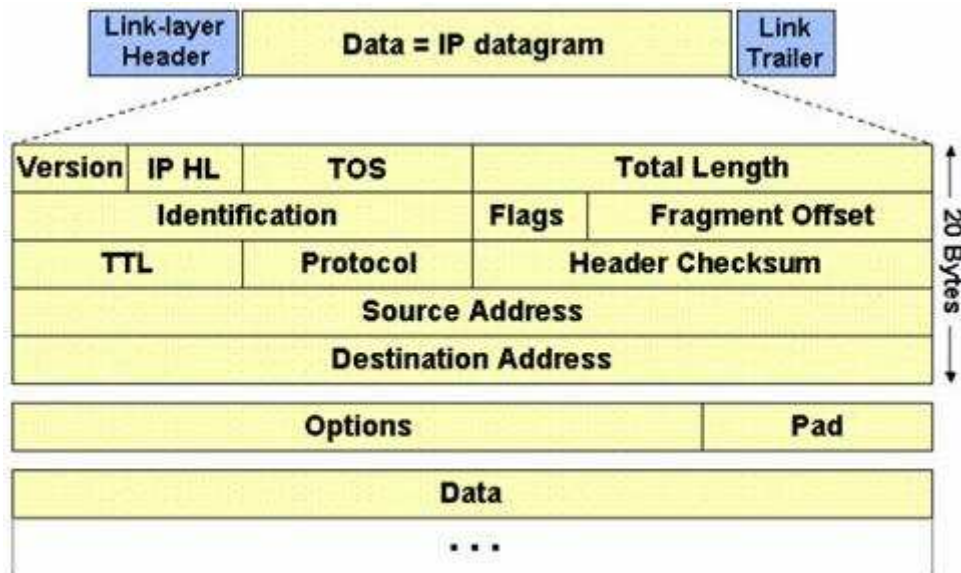 Link-layer
Header
Data = IP datagram
Link
Trailer
Version IP HL TOS Total Length
Identification Flags Fragment Offset
TTL Protocol Header Checksum
Source Address
Destination Address
20 Bytes
Options Pad
Data
...